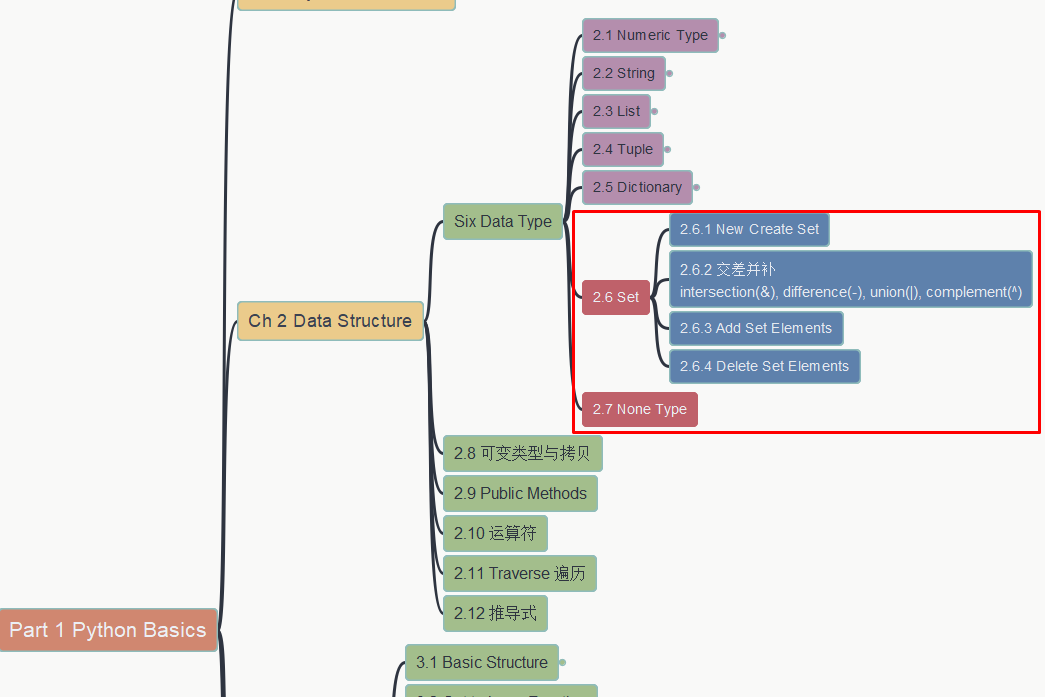 2.1 Numeric Type
2.2 String
2.3 List
2.4 Tuple
2.5 Dictionary
Six Data Type
2.6.1 New Create Set
2.6.2 交差并补
intersection(&), difference(-), union(|), complement(^)
2.6 Set
2.6.3 Add Set Elements
2.6.4 Delete Set Elements
2.7 None Type
Ch 2 Data Structure
2.8 可变类型与拷贝
2.9 Public Methods
2.10 运算符
2.11 Traverse 遍历
2.12 推导式
Part 1 Python Basics
3.1 Basic Structure